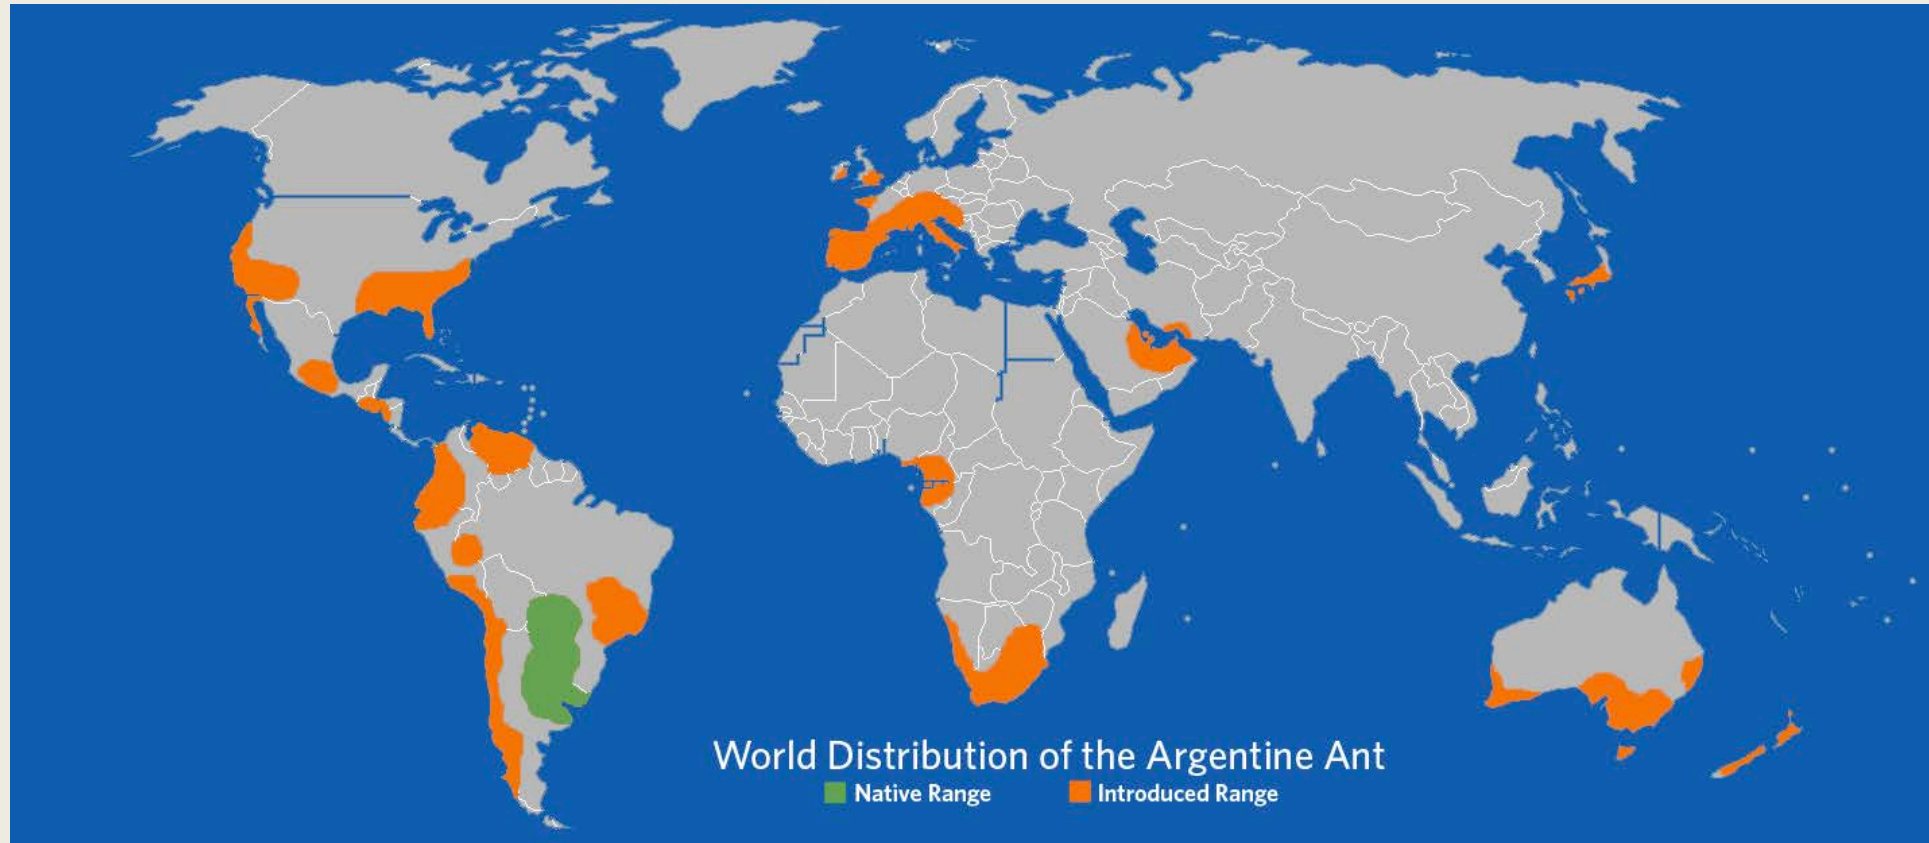 World Distribution of the Argentine Ant
Native Range
Introduced Range